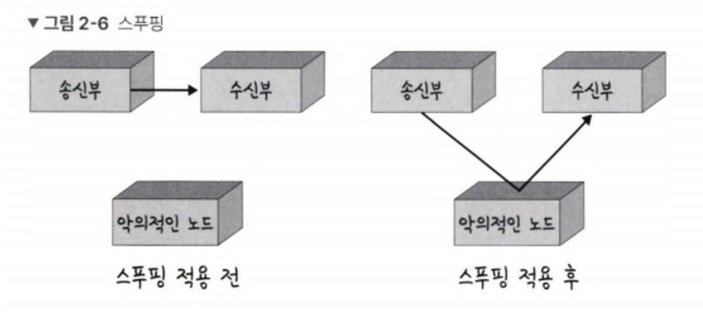 ▼ 그림 2-6 스푸핑
송신부 수신부 송신부 수신부
악의적인 노드 악의적인 노드
스푸핑 적용 전 스푸핑 적용 후